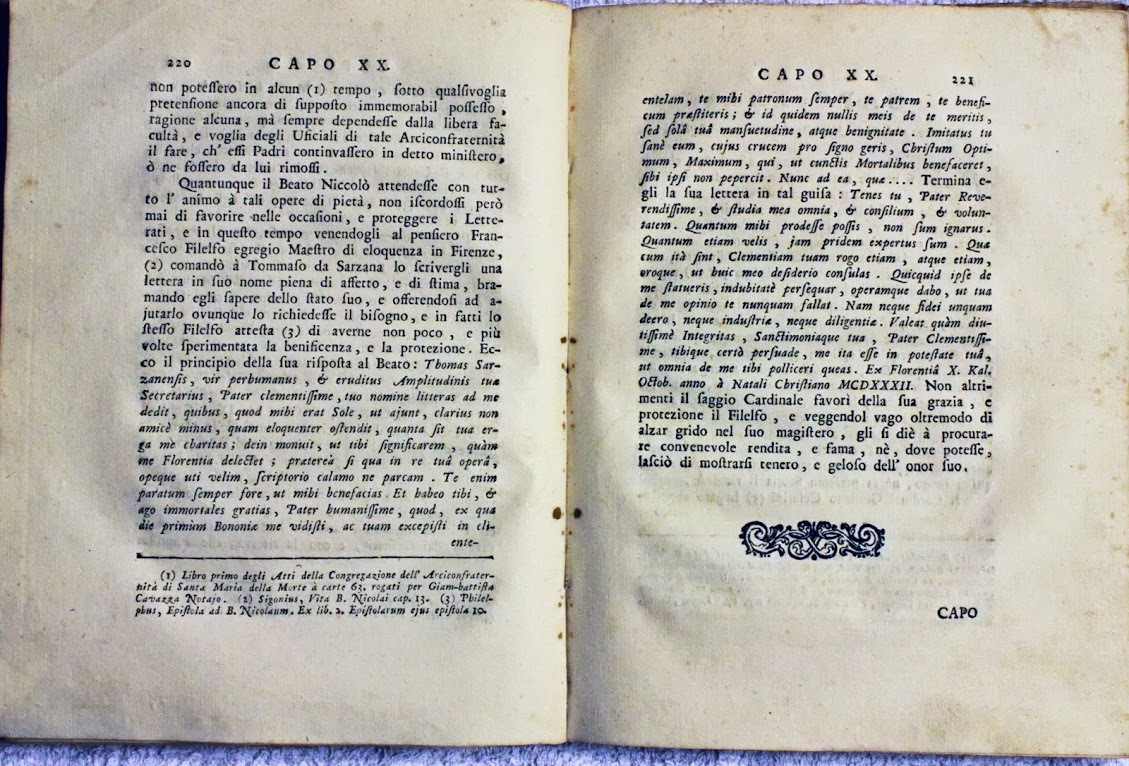 220 CAPO XX.
non poteſſero in alcun (1) tempo, ſotto qualſivoglia
pretenſione ancora di ſuppoſto immemorabil poſſeſſo,
ragione alcuna, mà ſempre dependeſſe dalla libera fa-
cultà, e voglia degli Uficiali di tale Arciconfraternità
il fare, ch' eſſi Padri continvaſſero in detto miniſtero,
ò ne foſſero da lui rimoſſi.
Quantunque il Beato Niccolò attendeſſe con tut-
to l' animo à tali opere di pietà, non iſcordoſſi però
mai di favorire nelle occaſioni, e proteggere i Lette-
rati, e in queſto tempo venendogli al penſiero Fran-
ceſco Filelfo egregio Maeſtro di eloquenza in Firenze,
(2) comandò à Tommaſo da Sarzana lo ſcrivergli una
lettera in ſuo nome piena di affetto, e di ſtima, bra-
mando egli ſapere dello ſtato ſuo, e offerendoſi ad a-
jutarlo ovunque lo richiedeſſe il biſogno, e in fatti lo
ſteſſo Filelfo atteſta (3) di averne non poco, e più
volte ſperimentata la benificenza, e la protezione. Ec-
co il principio della ſua riſpoſta al Beato: Thomas Sar-
zanenſis, vir perhumanus, & eruditus Amplitudinis tuæ
Secretarius, Pater clementiſſime, tuo nomine litteras ad me
dedit, quibus, quod mihi erat Sole, ut ajunt, clarius non
amicè minus, quam eloquenter oſtendit, quanta ſit tua er-
ga me charitas; dein monuit, ut tibi ſignificarem, quàm
me Florentia delectet; præterea ſi qua in re tuâ operâ,
opeque uti velim, ſcriptorio calamo ne parcam. Te enim
paratum ſemper fore, ut mihi benefacias. Et habeo tibi, &
ago immortales gratias, Pater humaniſſime, quod, ex qua
die primùm Bononiæ me vidiſti, ac tuam excepiſti in cli-
ente-
(1) Libro primo degli Atti della Congregazione dell' Arciconfrater-
nità di Santa Maria della Morte à carte 63. rogati per Giam-battiſta
Cavazza Notajo. (2) Sigonius, Vita B. Nicolai cap. 13. (3) Philel-
phus, Epiſtola ad B. Nicolaum. Ex lib. 2. Epiſtolarum ejus epiſtola 10.
CAPO XX. 221
entelam, te mihi patronum ſemper, te patrem, te benefi-
cum præſtiteris; & id quidem nullis meis de te meritis,
ſed ſolâ tuâ manſuetudine, atque benignitate. Imitatus tu
ſanè eum, cujus crucem pro ſigno geris, Chriſtum Opti-
mum, Maximum, qui, ut cunctis Mortalibus benefaceret,
ſibi ipſi non pepercit. Nunc ad ea, quæ.... Termina e-
gli la ſua lettera in tal guiſa: Tenes tu, Pater Reve-
rendiſſime, & ſtudia mea omnia, & conſilium, & volun-
tatem. Quantum mihi prodeſſe poſſis, non ſum ignarus.
Quantum etiam velis, jam pridem expertus ſum. Quæ
cum ità ſint, Clementiam tuam rogo etiam, atque etiam,
oroque, ut huic meo deſiderio conſulas. Quicquid ipſe de
me ſtatueris, indubitatè perſequar, operamque dabo, ut tua
de me opinio te nunquam fallat. Nam neque fidei unquam
deero, neque induſtriæ, neque diligentiæ. Valeat quàm diu-
tiſſimè Integritas, Sanctimoniaque tua, Pater Clementiſſi-
me, tibique certò perſuade, me ita eſſe in poteſtate tuâ,
ut omnia de me tibi polliceri queas. Ex Florentiâ X. Kal.
Octob. anno à Natali Chriſtiano MCDXXXII. Non altri-
menti il ſaggio Cardinale favorì della ſua grazia, e
protezione il Filelfo, e veggendol vago oltremodo di
alzar grido nel ſuo magiſtero, gli ſi diè à procura-
re convenevole rendita, e fama, nè, dove poteſſe,
laſciò di moſtrarſi tenero, e geloſo dell' onor ſuo.
CAPO